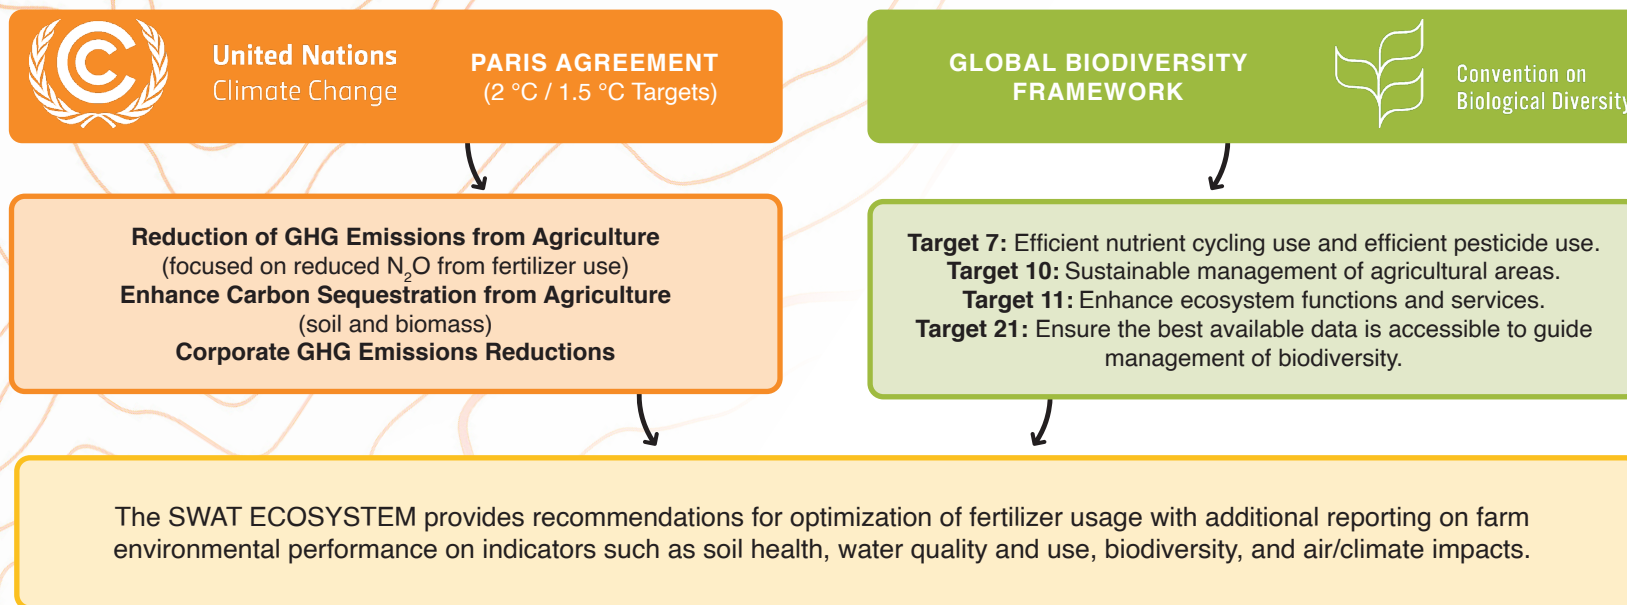 United Nations
Climate Change
PARIS AGREEMENT
(2 °C / 1.5 °C Targets)
GLOBAL BIODIVERSITY
FRAMEWORK
Convention on
Biological Diversity
Reduction of GHG Emissions from Agriculture
(focused on reduced N₂O from fertilizer use)
Enhance Carbon Sequestration from Agriculture
(soil and biomass)
Corporate GHG Emissions Reductions
Target 7: Efficient nutrient cycling use and efficient pesticide use.
Target 10: Sustainable management of agricultural areas.
Target 11: Enhance ecosystem functions and services.
Target 21: Ensure the best available data is accessible to guide
management of biodiversity.
The SWAT ECOSYSTEM provides recommendations for optimization of fertilizer usage with additional reporting on farm
environmental performance on indicators such as soil health, water quality and use, biodiversity, and air/climate impacts.